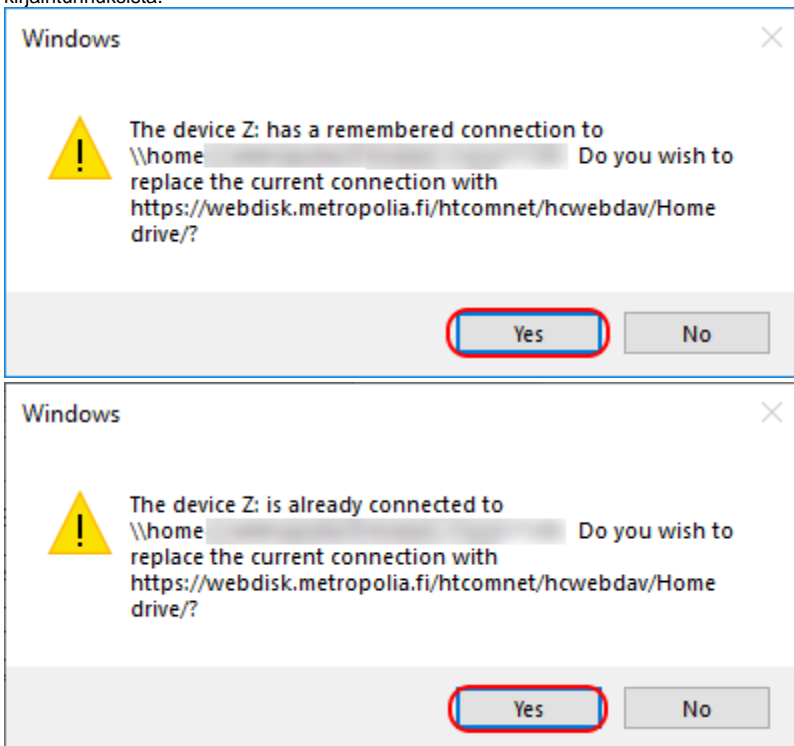 kirjaintunnuksista:
Windows
The device Z: has a remembered connection to
\\home Do you wish to
replace the current connection with
https://webdisk.metropolia.fi/htcomnet/hcwebdav/Home
drive/?
Yes No
Windows
The device Z: is already connected to
\\home Do you wish to
replace the current connection with
https://webdisk.metropolia.fi/htcomnet/hcwebdav/Home
drive/?
Yes No